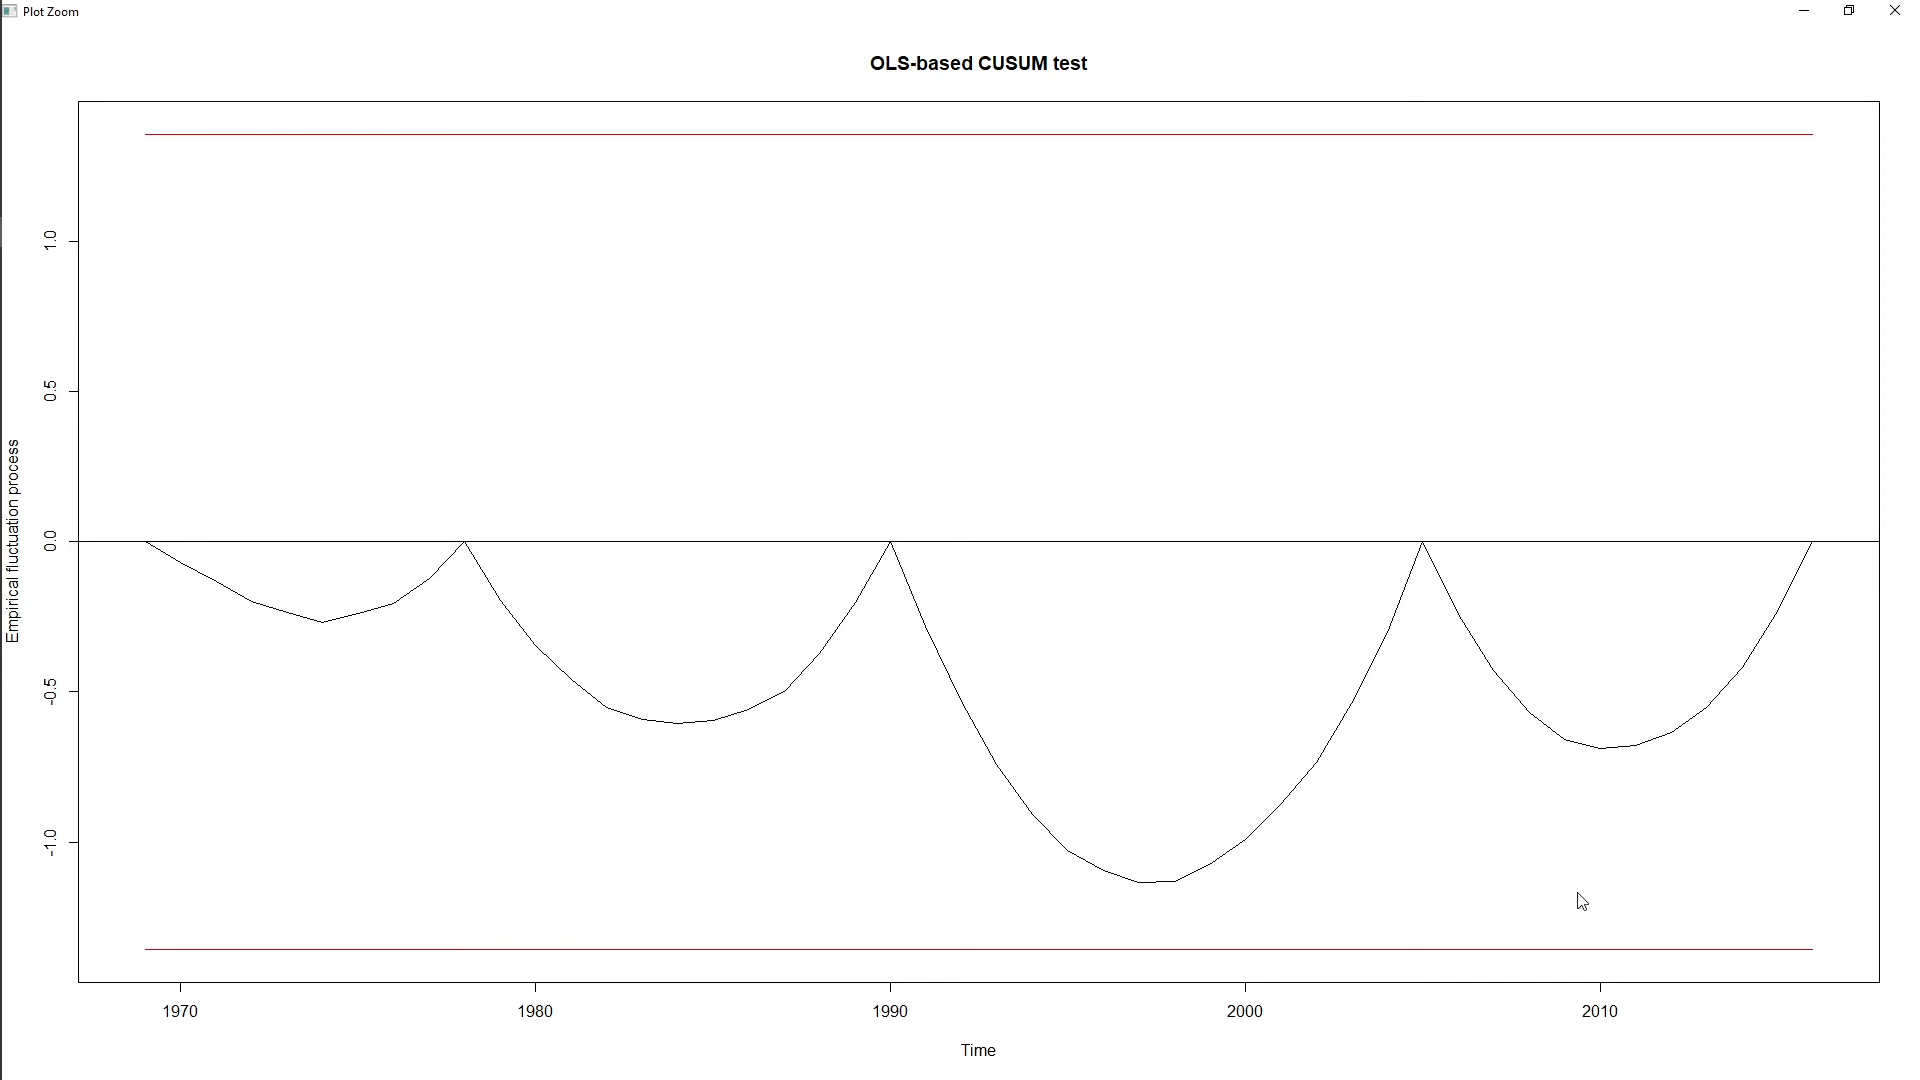 Plot Zoom
OLS-based CUSUM test
Empirical fluctuation process
1.0
0.5
0.0
-0.5
-1.0
1970 1980 1990 2000 2010
Time